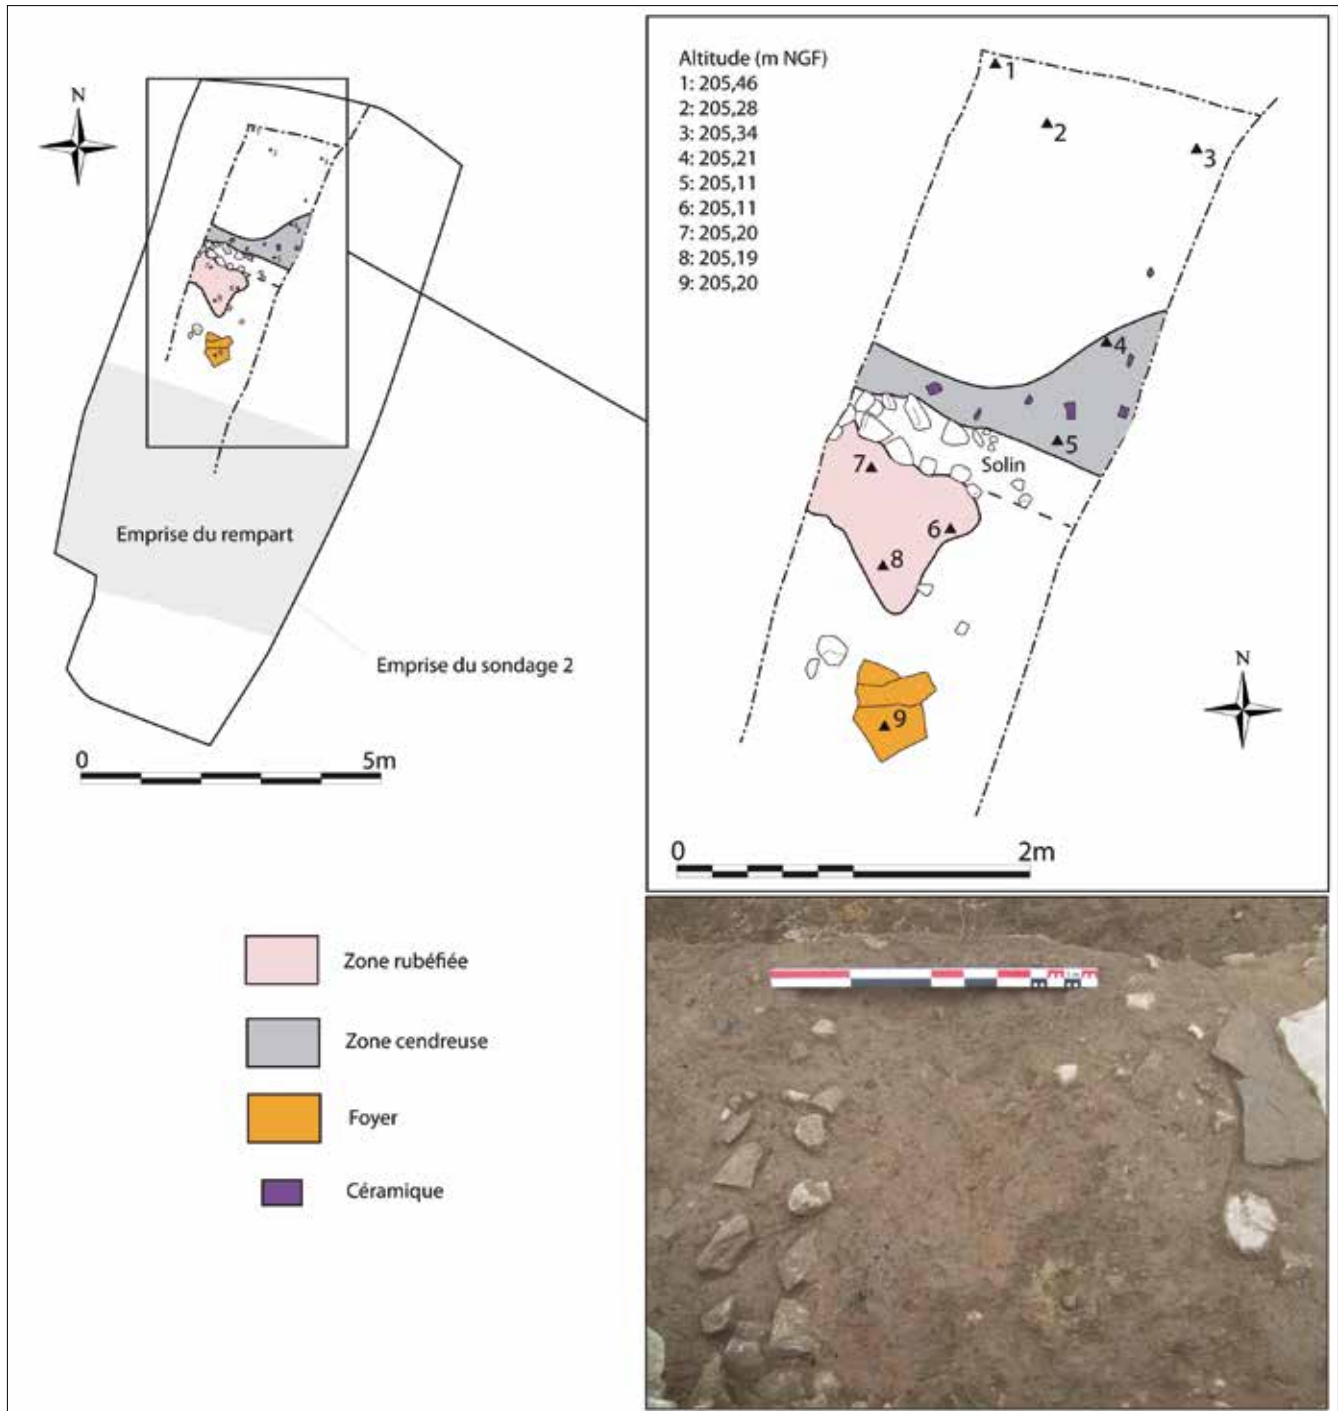 N
Emprise du rempart
Emprise du sondage 2
0 5m
Altitude (m NGF)
1: 205,46
2: 205,28
3: 205,34
4: 205,21
5: 205,11
6: 205,11
7: 205,20
8: 205,19
9: 205,20
1
2
3
4
5
Solin
7
6
8
9
N
0 2m
Zone rubéfiée
Zone cendreuse
Foyer
Céramique